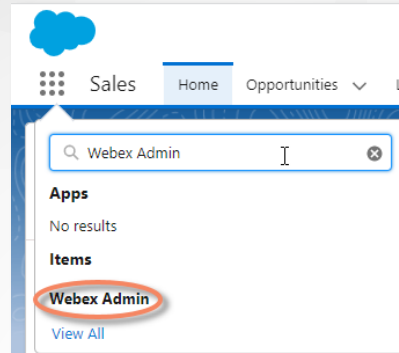 Sales Home Opportunities
Webex Admin
Apps
No results
Items
Webex Admin
View All